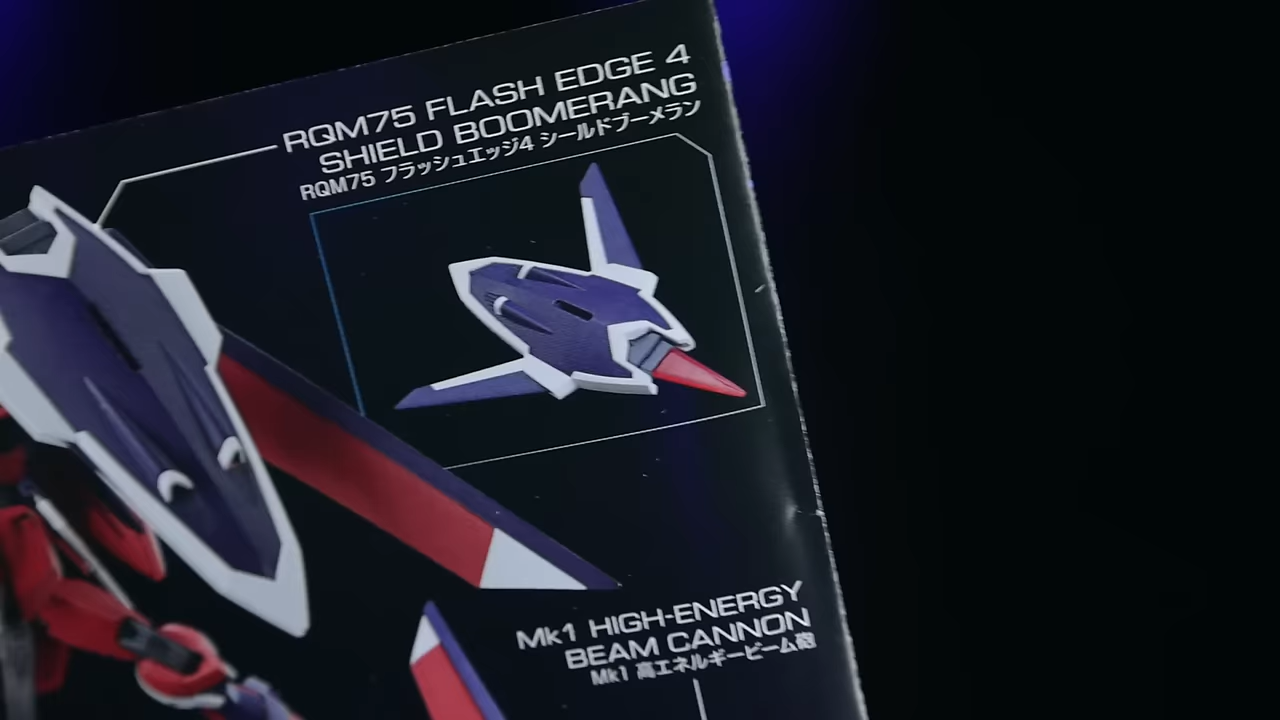 RQM75 FLASH EDGE 4
SHIELD BOOMERANG
RQM75 フラッシュエッジ4 シールドブーメラン
Mk1 HIGH-ENERGY
BEAM CANNON
Mk1 高エネルギービーム砲